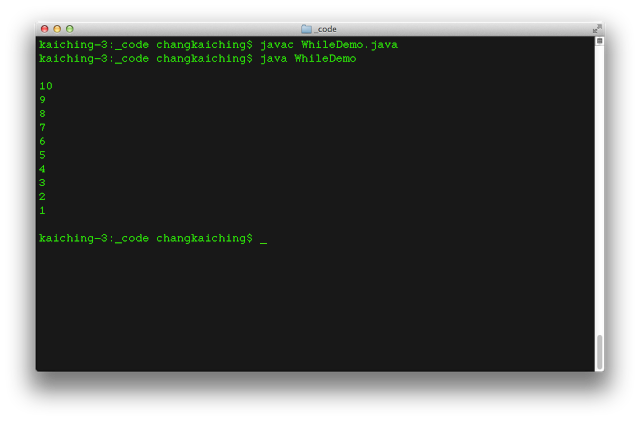 _code
kaiching-3:_code changkaiching$ javac WhileDemo.java
kaiching-3:_code changkaiching$ java WhileDemo
10
9
8
7
6
5
4
3
2
1
kaiching-3:_code changkaiching$ _